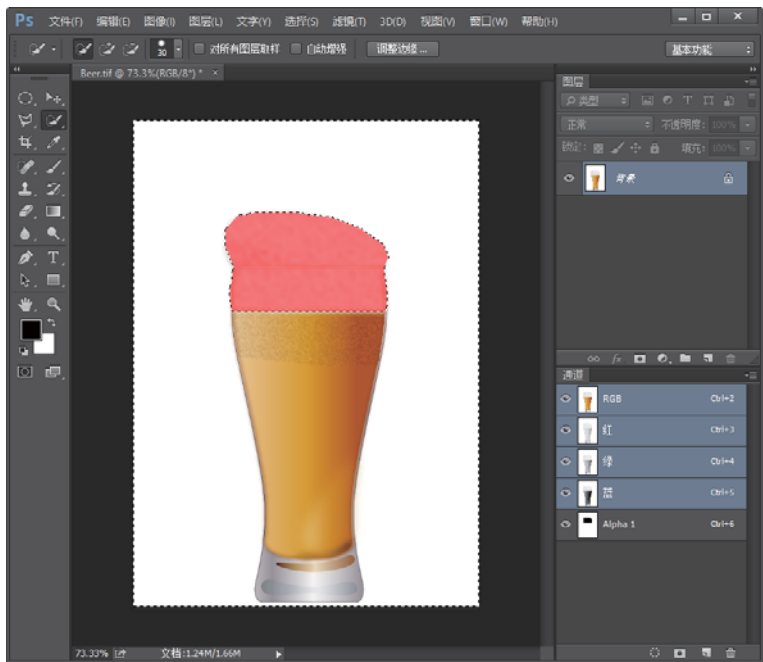 Ps 文件(F) 编辑(E) 图像(I) 图层(L) 文字(Y) 选择(S) 滤镜(T) 3D(D) 视图(V) 窗口(W) 帮助(H)
30 对所有图层取样 自动增强 调整边缘... 基本功能
Beer.tif @ 73.3%(RGB/8*) * ×
图层
类型
正常 不透明度: 100%
锁定: 填充: 100%
背景
通道
RGB Ctrl+2
红 Ctrl+3
绿 Ctrl+4
蓝 Ctrl+5
Alpha 1 Ctrl+6
73.33% 文档:1.24M/1.66M